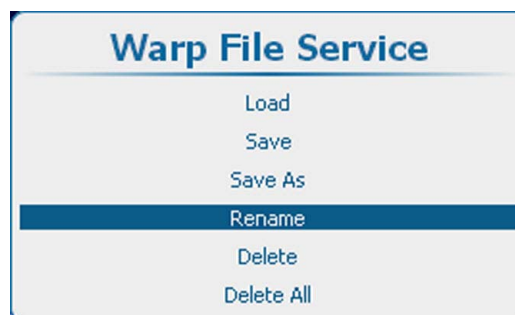 Warp File Service
Load
Save
Save As
Rename
Delete
Delete All